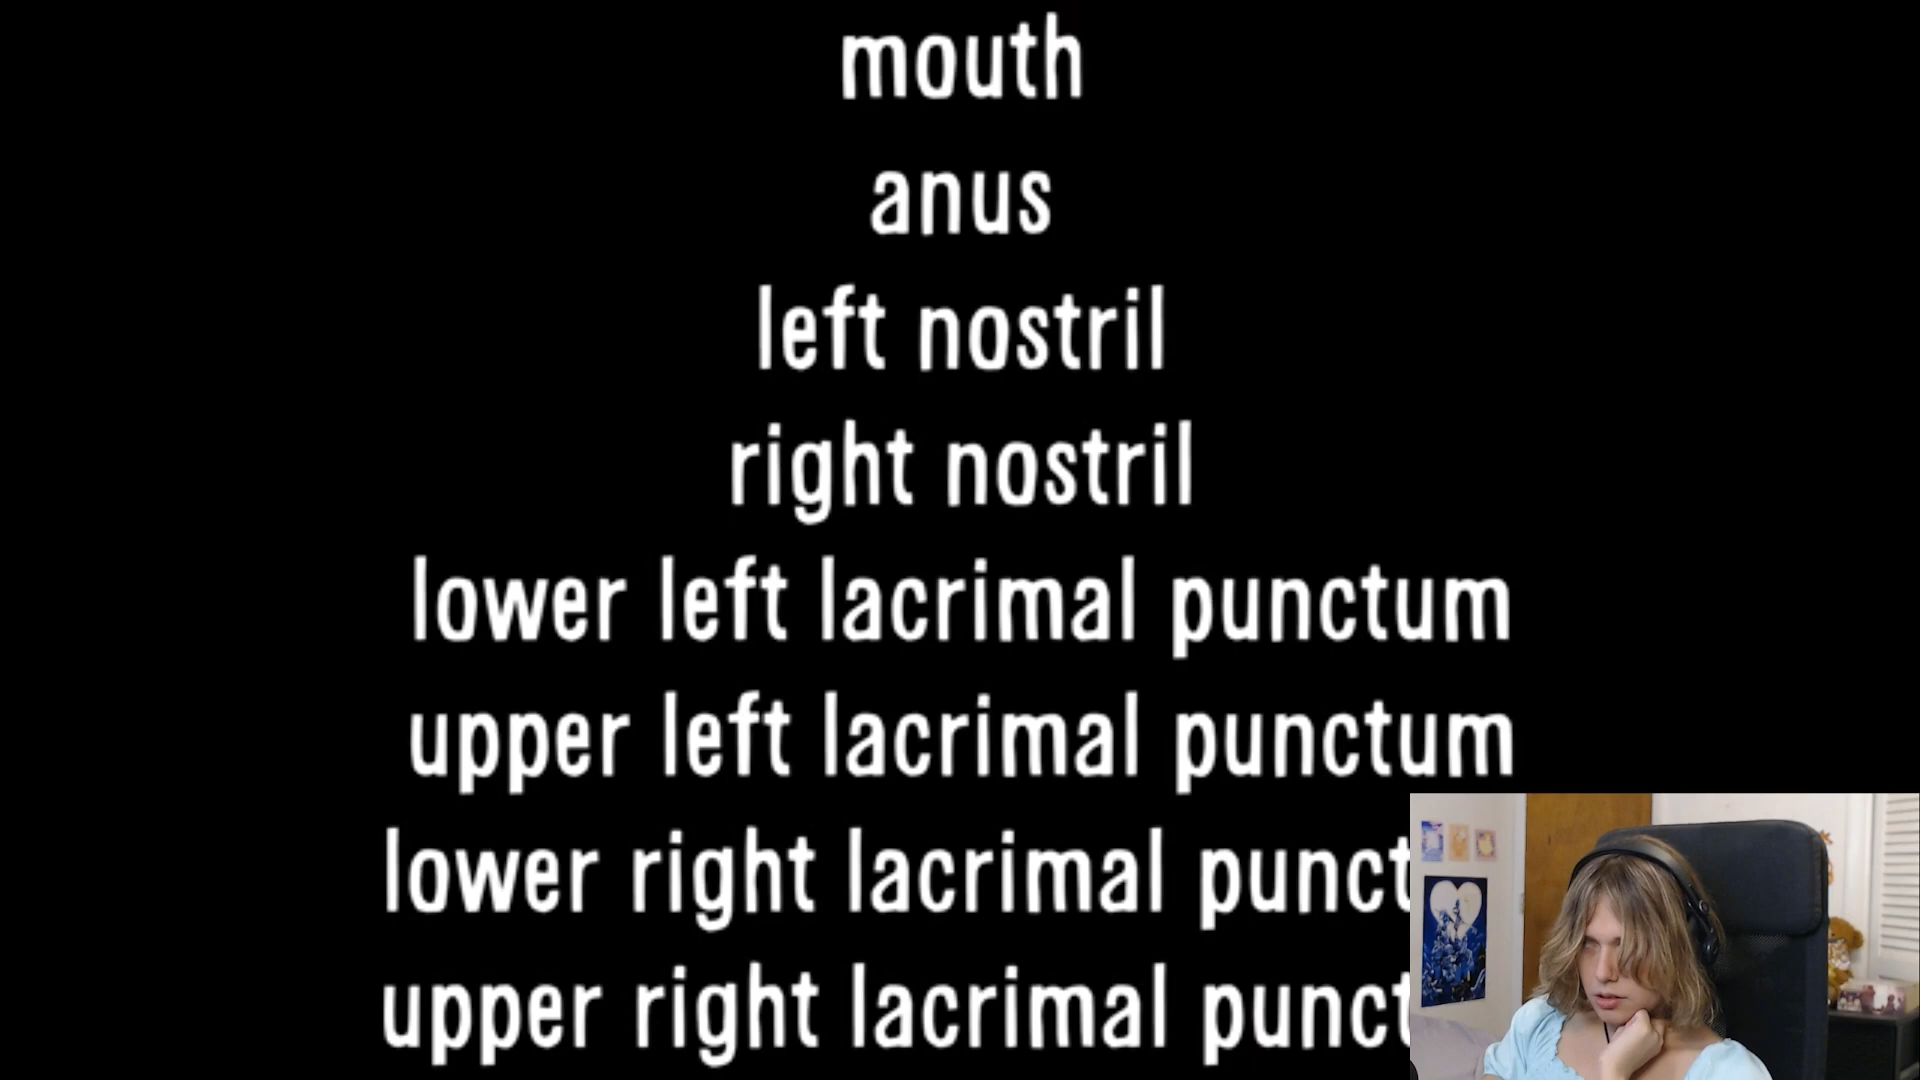 mouth
anus
left nostril
right nostril
lower left lacrimal punctum
upper left lacrimal punctum
lower right lacrimal punct
upper right lacrimal punct